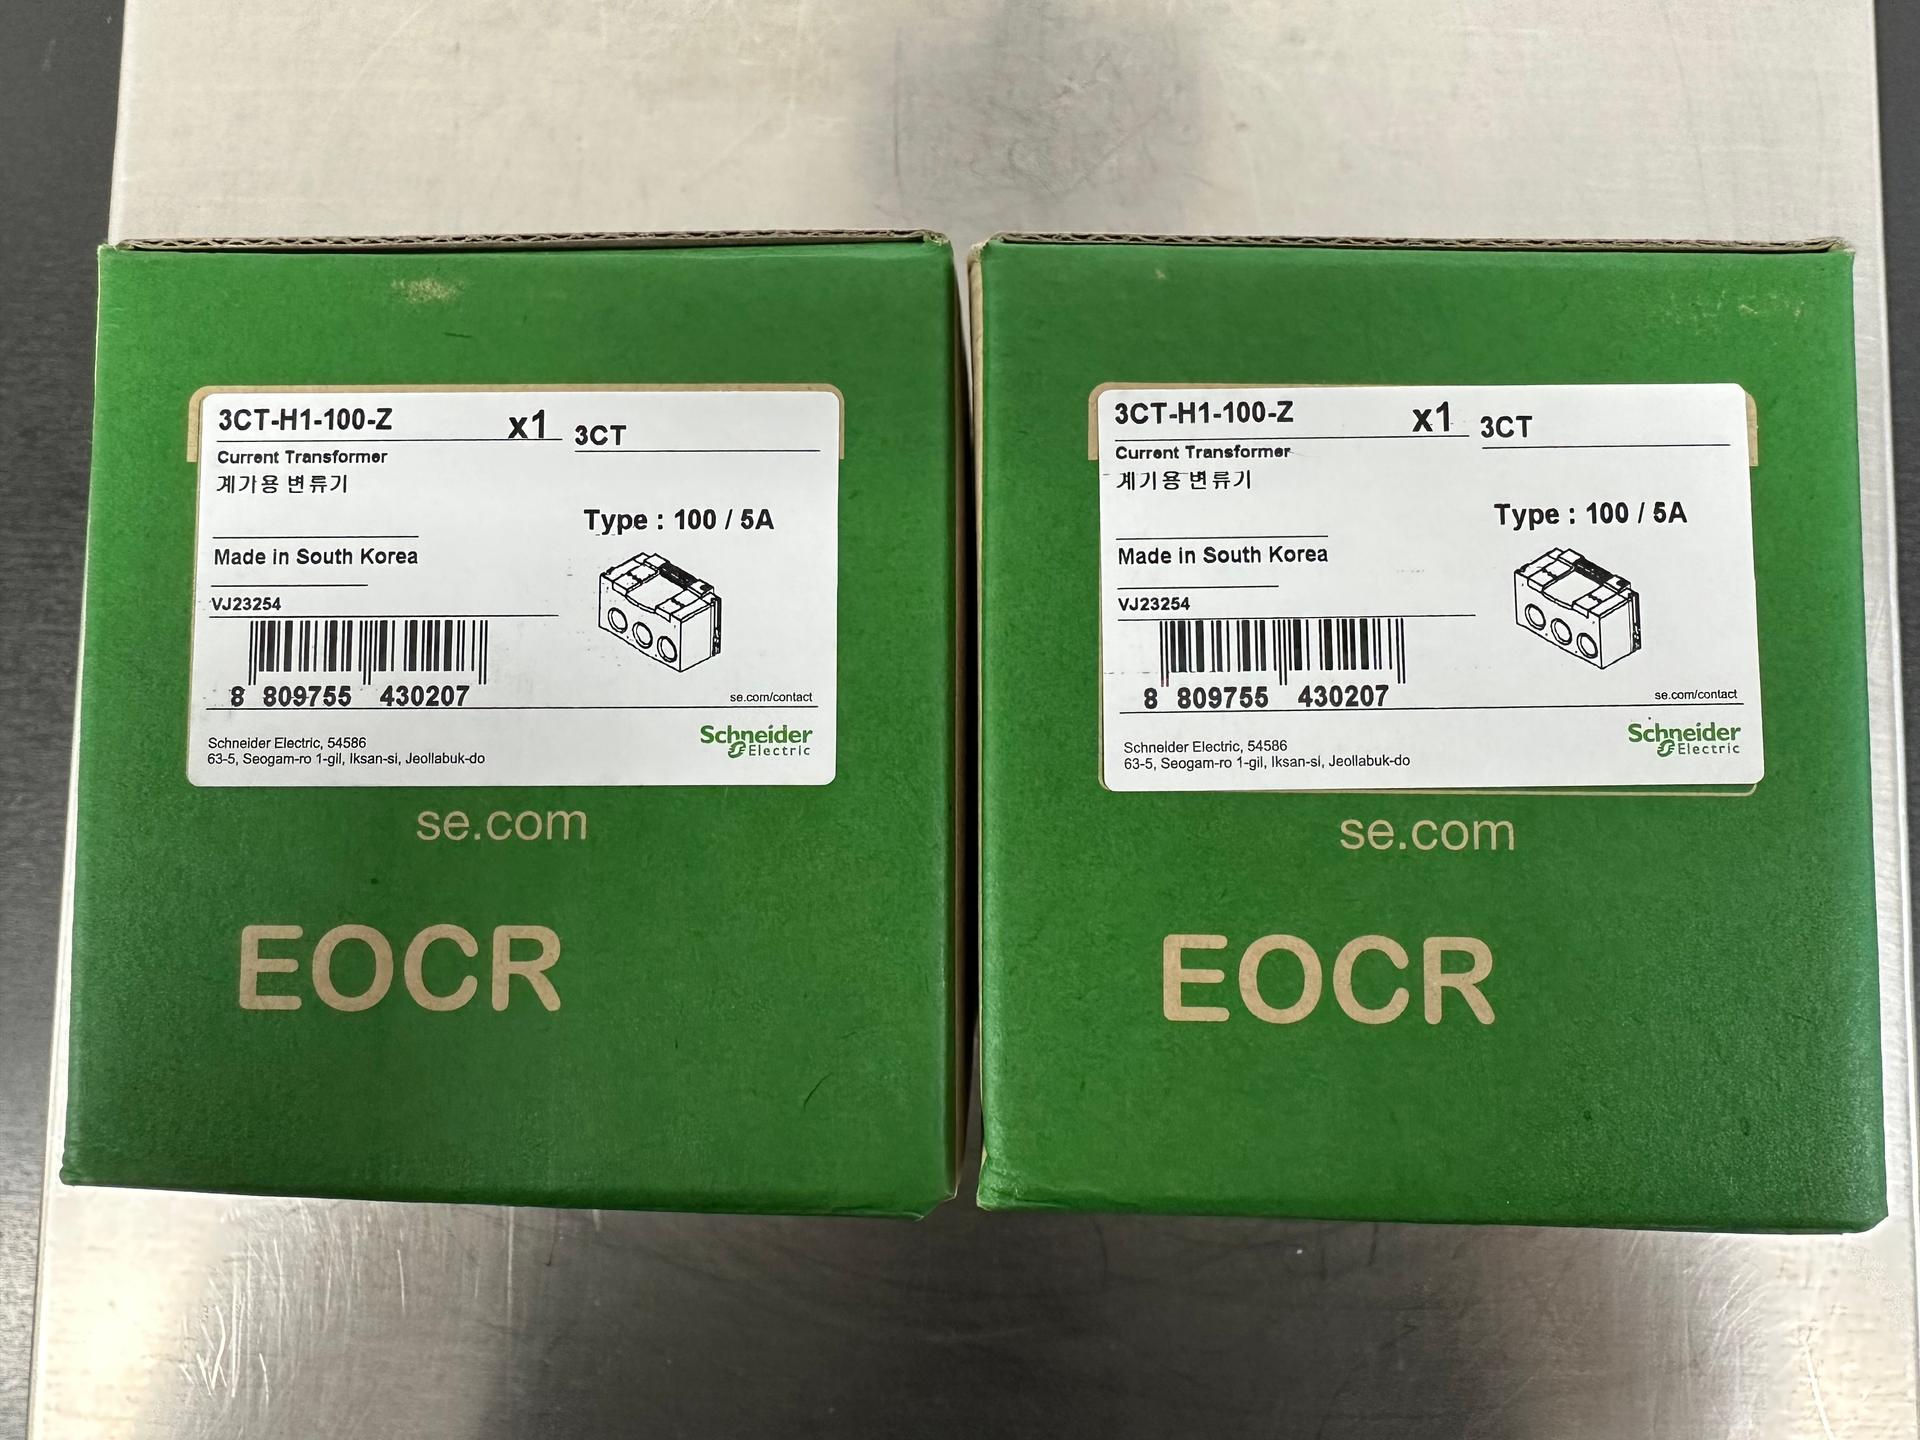 3CT-H1-100-Z x1 3CT
Current Transformer
계기용 변류기
Type : 100 / 5A
Made in South Korea
VJ23254
8 809755 430207
se.com/contact
Schneider Electric
Schneider Electric, 54586
63-5, Seogam-ro 1-gil, Iksan-si, Jeollabuk-do
se.com
EOCR
3CT-H1-100-Z x1 3CT
Current Transformer
계기용 변류기
Type : 100 / 5A
Made in South Korea
VJ23254
8 809755 430207
se.com/contact
Schneider Electric
Schneider Electric, 54586
63-5, Seogam-ro 1-gil, Iksan-si, Jeollabuk-do
se.com
EOCR